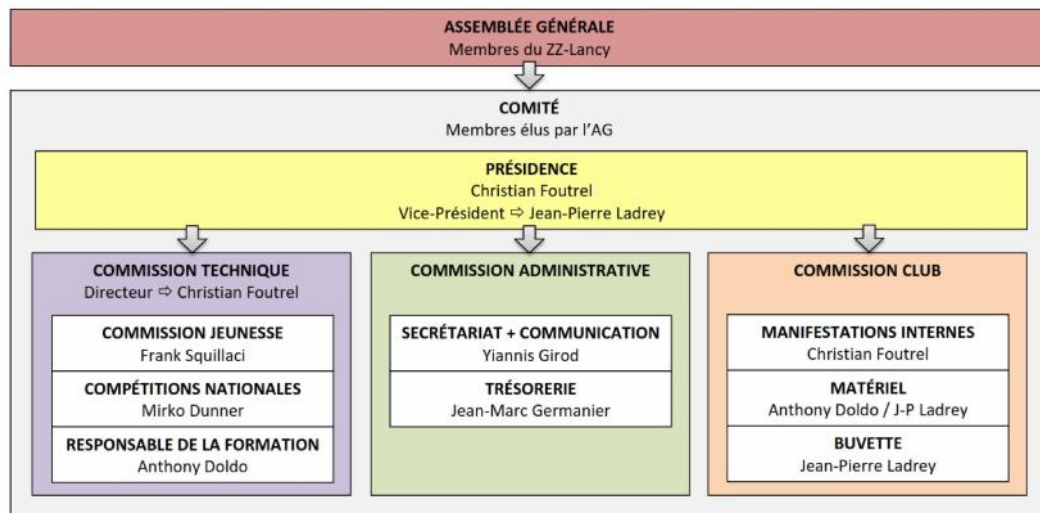 ASSEMBLÉE GÉNÉRALE
Membres du ZZ-Lancy
COMITÉ
Membres élus par l'AG
PRÉSIDENCE
Christian Foutrel
Vice-Président ⇨ Jean-Pierre Ladrey
COMMISSION TECHNIQUE
Directeur ⇨ Christian Foutrel
COMMISSION JEUNESSE
Frank Squillaci
COMPÉTITIONS NATIONALES
Mirko Dunner
RESPONSABLE DE LA FORMATION
Anthony Doldo
COMMISSION ADMINISTRATIVE
SECRÉTARIAT + COMMUNICATION
Yiannis Girod
TRÉSORERIE
Jean-Marc Germanier
COMMISSION CLUB
MANIFESTATIONS INTERNES
Christian Foutrel
MATÉRIEL
Anthony Doldo / J-P Ladrey
BUVETTE
Jean-Pierre Ladrey